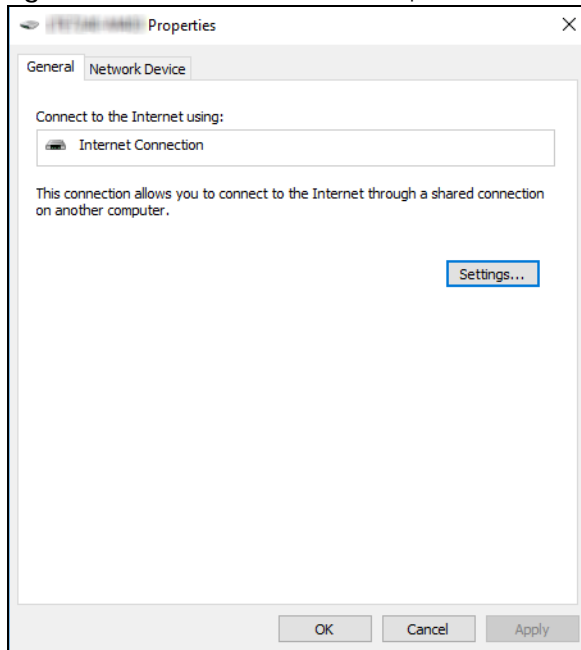 Properties
General
Network Device
Connect to the Internet using:
Internet Connection
This connection allows you to connect to the Internet through a shared connection
on another computer.
Settings...
OK
Cancel
Apply